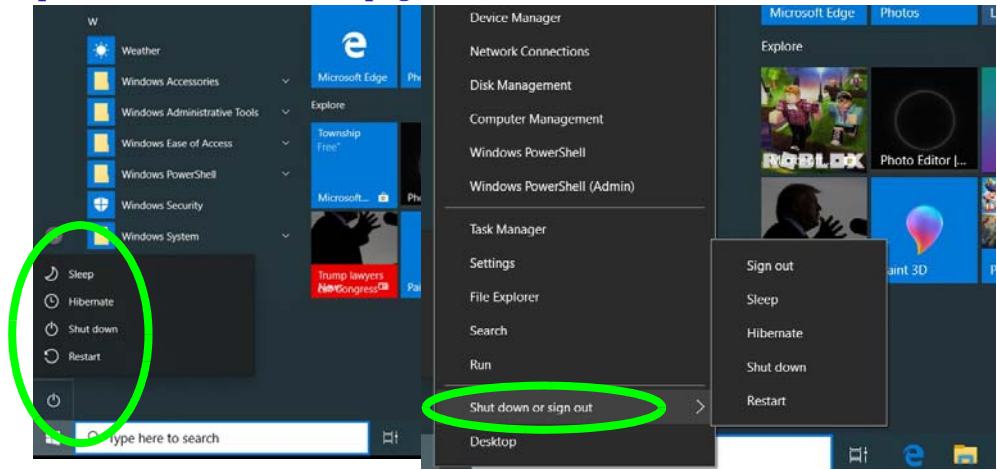 W
Weather
Windows Accessories
Windows Administrative Tools
Windows Ease of Access
Windows PowerShell
Windows Security
Windows System
Sleep
Hibernate
Shut down
Restart
Type here to search
Microsoft Edge
Explore
Township
Free*
Microsoft...
Trump lawyers
Congress
Device Manager
Network Connections
Disk Management
Computer Management
Windows PowerShell
Windows PowerShell (Admin)
Task Manager
Settings
File Explorer
Search
Run
Shut down or sign out
Desktop
Sign out
Sleep
Hibernate
Shut down
Restart
Microsoft Edge
Photos
Explore
Photo Editor |...
aint 3D